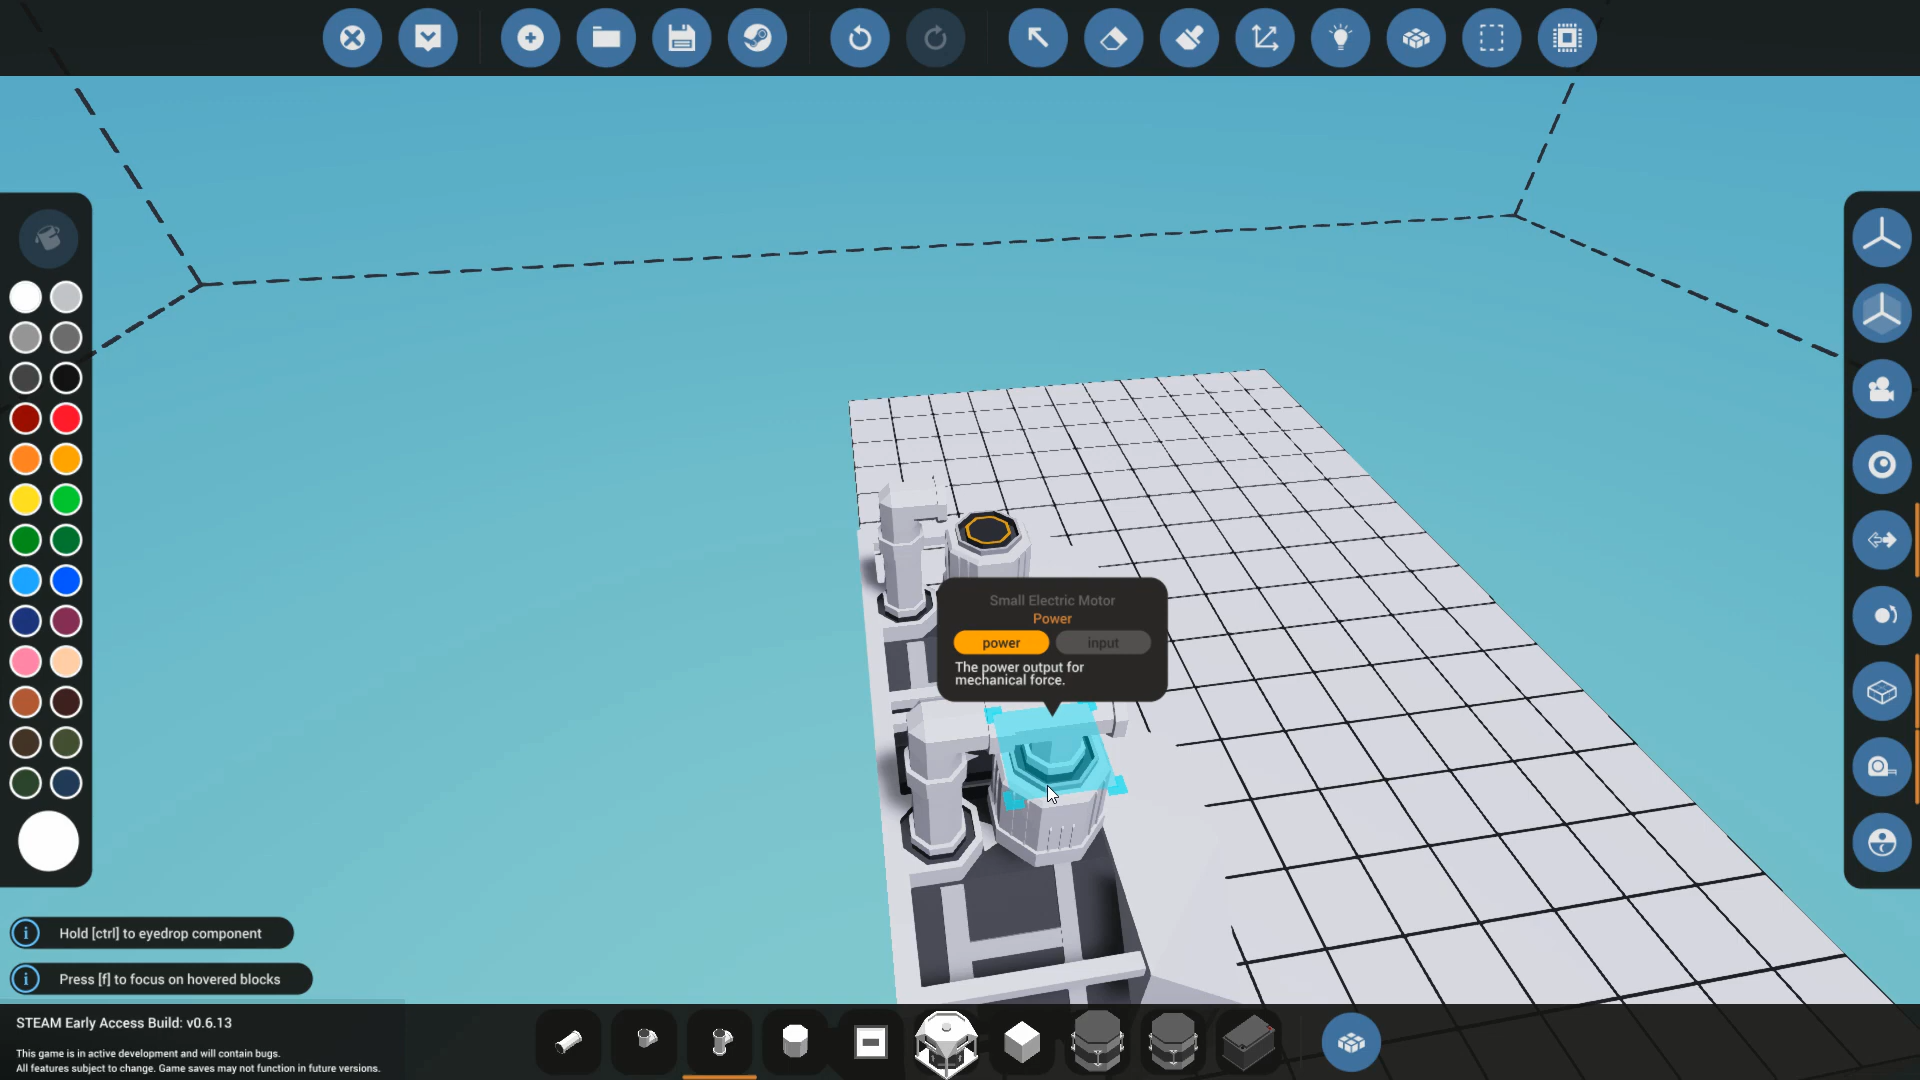 Small Electric Motor
Power
power input
The power output for
mechanical force.
Hold [ctrl] to eyedrop component
Press [f] to focus on hovered blocks
STEAM Early Access Build: v0.6.13
This game is in active development and will contain bugs.
All features subject to change. Game saves may not function in future versions.